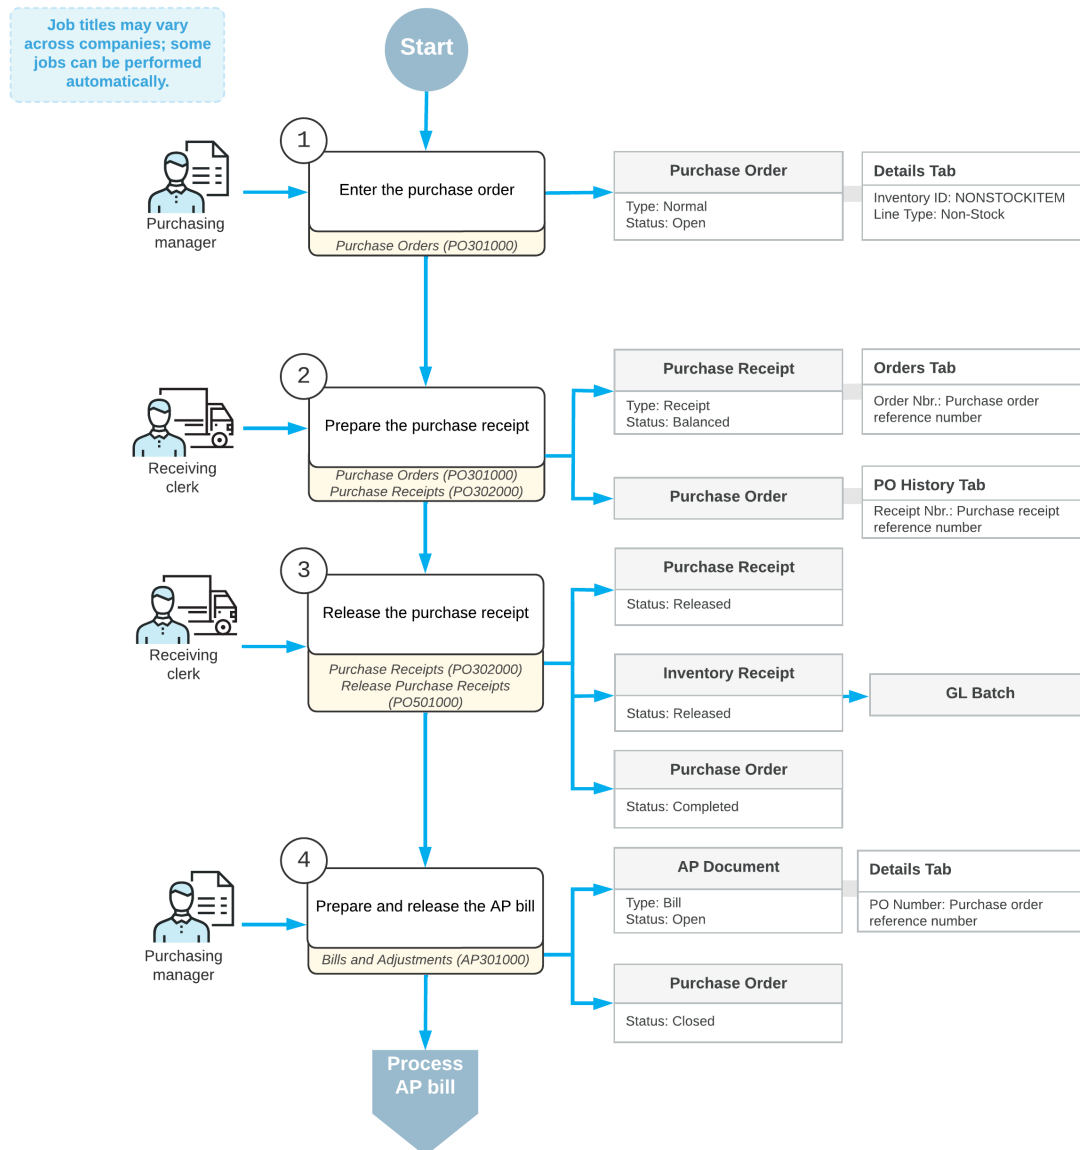 Job titles may vary
across companies; some
jobs can be performed
automatically.
Start
1
Enter the purchase order
Purchase Orders (PO301000)
Purchasing
manager
Purchase Order
Type: Normal
Status: Open
Details Tab
Inventory ID: NONSTOCKITEM
Line Type: Non-Stock
2
Prepare the purchase receipt
Purchase Orders (PO301000)
Purchase Receipts (PO302000)
Receiving
clerk
Purchase Receipt
Type: Receipt
Status: Balanced
Orders Tab
Order Nbr.: Purchase order
reference number
Purchase Order
PO History Tab
Receipt Nbr.: Purchase receipt
reference number
3
Release the purchase receipt
Purchase Receipts (PO302000)
Release Purchase Receipts
(PO501000)
Receiving
clerk
Purchase Receipt
Status: Released
Inventory Receipt
Status: Released
GL Batch
Purchase Order
Status: Completed
4
Prepare and release the AP bill
Bills and Adjustments (AP301000)
Purchasing
manager
AP Document
Type: Bill
Status: Open
Details Tab
PO Number: Purchase order
reference number
Purchase Order
Status: Closed
Process
AP bill